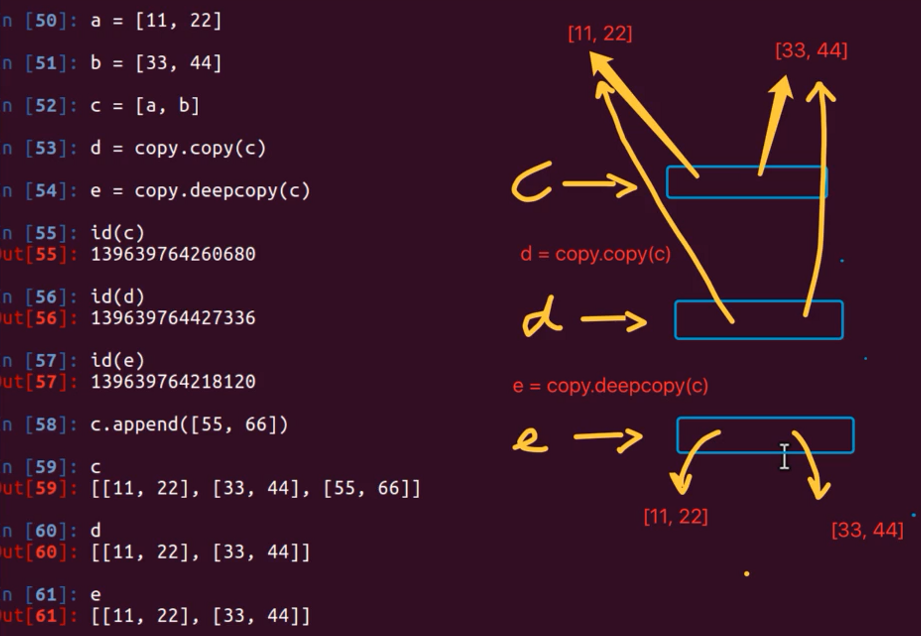 n [50]: a = [11, 22]
n [51]: b = [33, 44]
n [52]: c = [a, b]
n [53]: d = copy.copy(c)
n [54]: e = copy.deepcopy(c)
n [55]: id(c)
ut[55]: 139639764260680
n [56]: id(d)
ut[56]: 139639764427336
n [57]: id(e)
ut[57]: 139639764218120
n [58]: c.append([55, 66])
n [59]: c
ut[59]: [[11, 22], [33, 44], [55, 66]]
n [60]: d
ut[60]: [[11, 22], [33, 44]]
n [61]: e
ut[61]: [[11, 22], [33, 44]]
[11, 22]
[33, 44]
C
d = copy.copy(c)
d
e = copy.deepcopy(c)
e
[11, 22]
[33, 44]